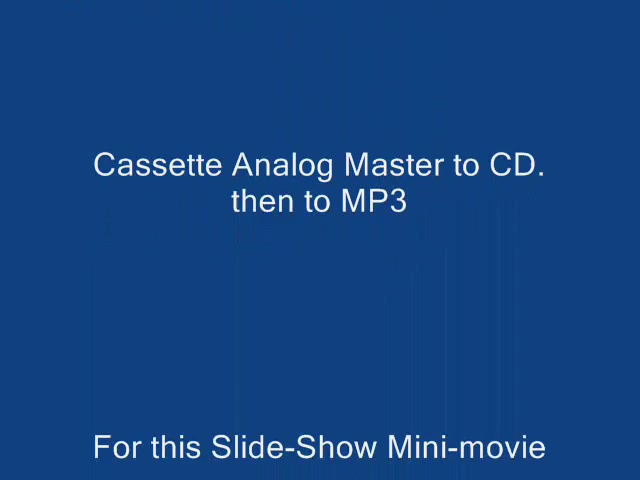 Cassette Analog Master to CD.
then to MP3
For this Slide-Show Mini-movie